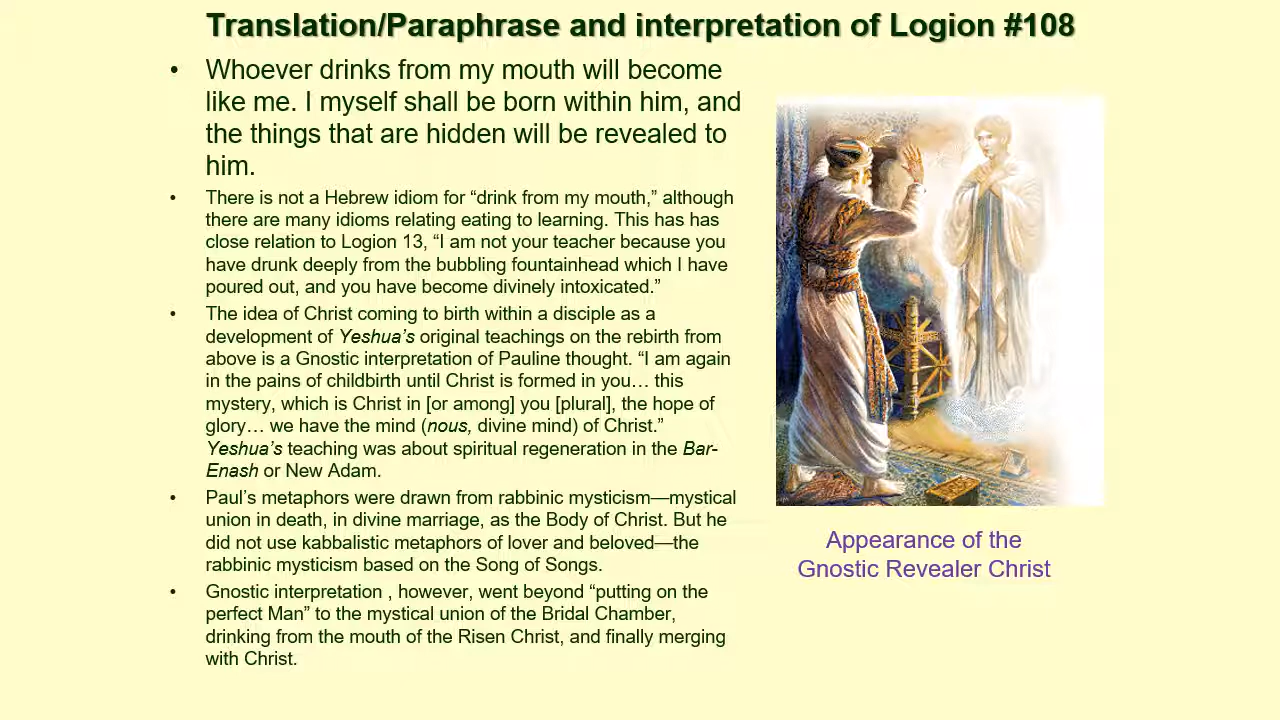 Translation/Paraphrase and interpretation of Logion #108
• Whoever drinks from my mouth will become
like me. I myself shall be born within him, and
the things that are hidden will be revealed to
him.
• There is not a Hebrew idiom for “drink from my mouth,” although
there are many idioms relating eating to learning. This has has
close relation to Logion 13, “I am not your teacher because you
have drunk deeply from the bubbling fountainhead which I have
poured out, and you have become divinely intoxicated.”
• The idea of Christ coming to birth within a disciple as a
development of Yeshua’s original teachings on the rebirth from
above is a Gnostic interpretation of Pauline thought. “I am again
in the pains of childbirth until Christ is formed in you… this
mystery, which is Christ in [or among] you [plural], the hope of
glory… we have the mind (nous, divine mind) of Christ.”
Yeshua’s teaching was about spiritual regeneration in the Bar-
Enash or New Adam.
• Paul’s metaphors were drawn from rabbinic mysticism—mystical
union in death, in divine marriage, as the Body of Christ. But he
did not use kabbalistic metaphors of lover and beloved—the
rabbinic mysticism based on the Song of Songs.
• Gnostic interpretation , however, went beyond “putting on the
perfect Man” to the mystical union of the Bridal Chamber,
drinking from the mouth of the Risen Christ, and finally merging
with Christ.
Appearance of the
Gnostic Revealer Christ